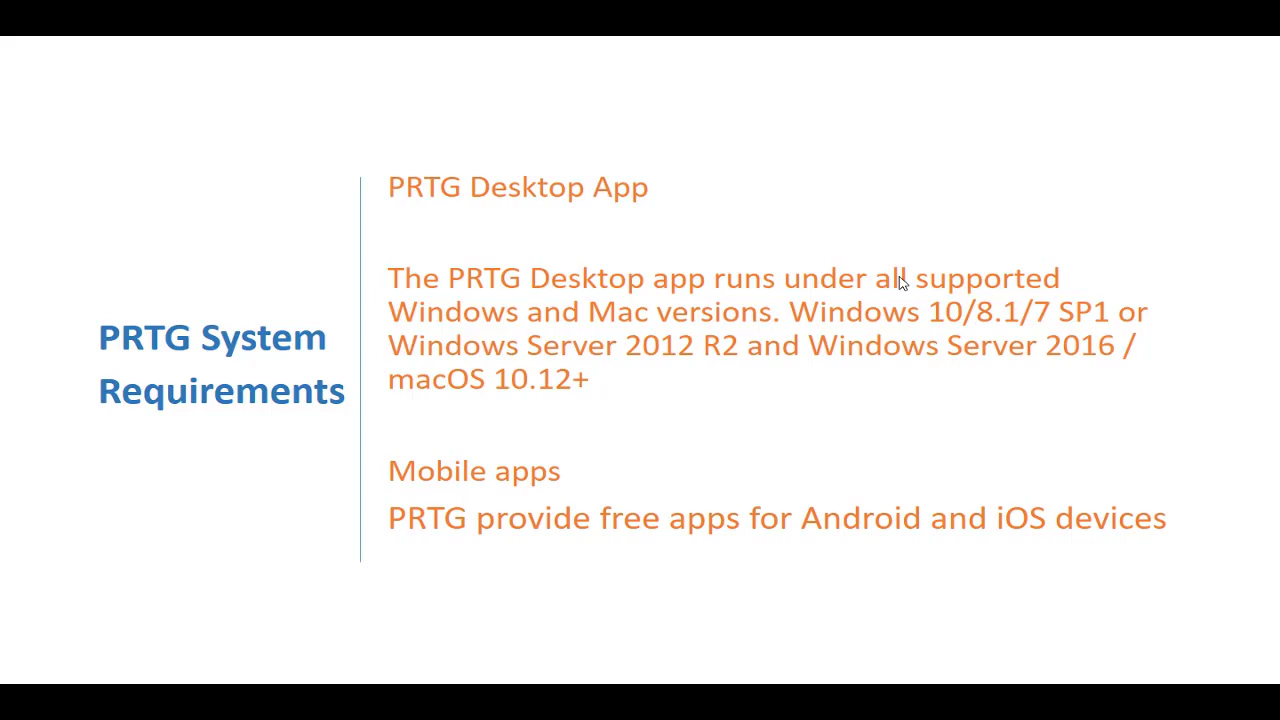 PRTG System
Requirements
PRTG Desktop App
The PRTG Desktop app runs under all supported
Windows and Mac versions. Windows 10/8.1/7 SP1 or
Windows Server 2012 R2 and Windows Server 2016 /
macOS 10.12+
Mobile apps
PRTG provide free apps for Android and iOS devices